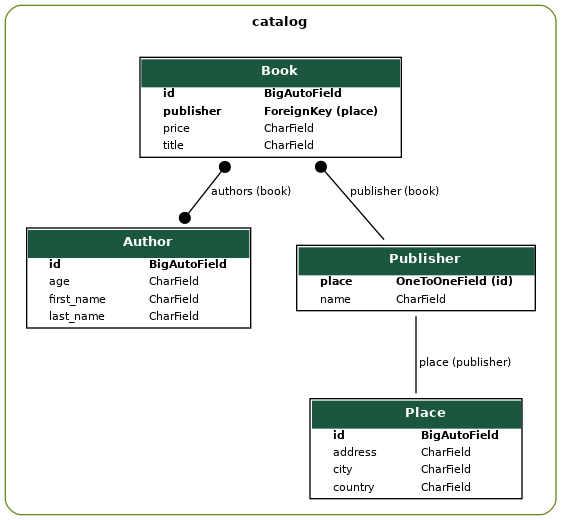 catalog
Book
id BigAutoField
publisher ForeignKey (place)
price CharField
title CharField
authors (book)
publisher (book)
Author
id BigAutoField
age CharField
first_name CharField
last_name CharField
Publisher
place OneToOneField (id)
name CharField
place (publisher)
Place
id BigAutoField
address CharField
city CharField
country CharField